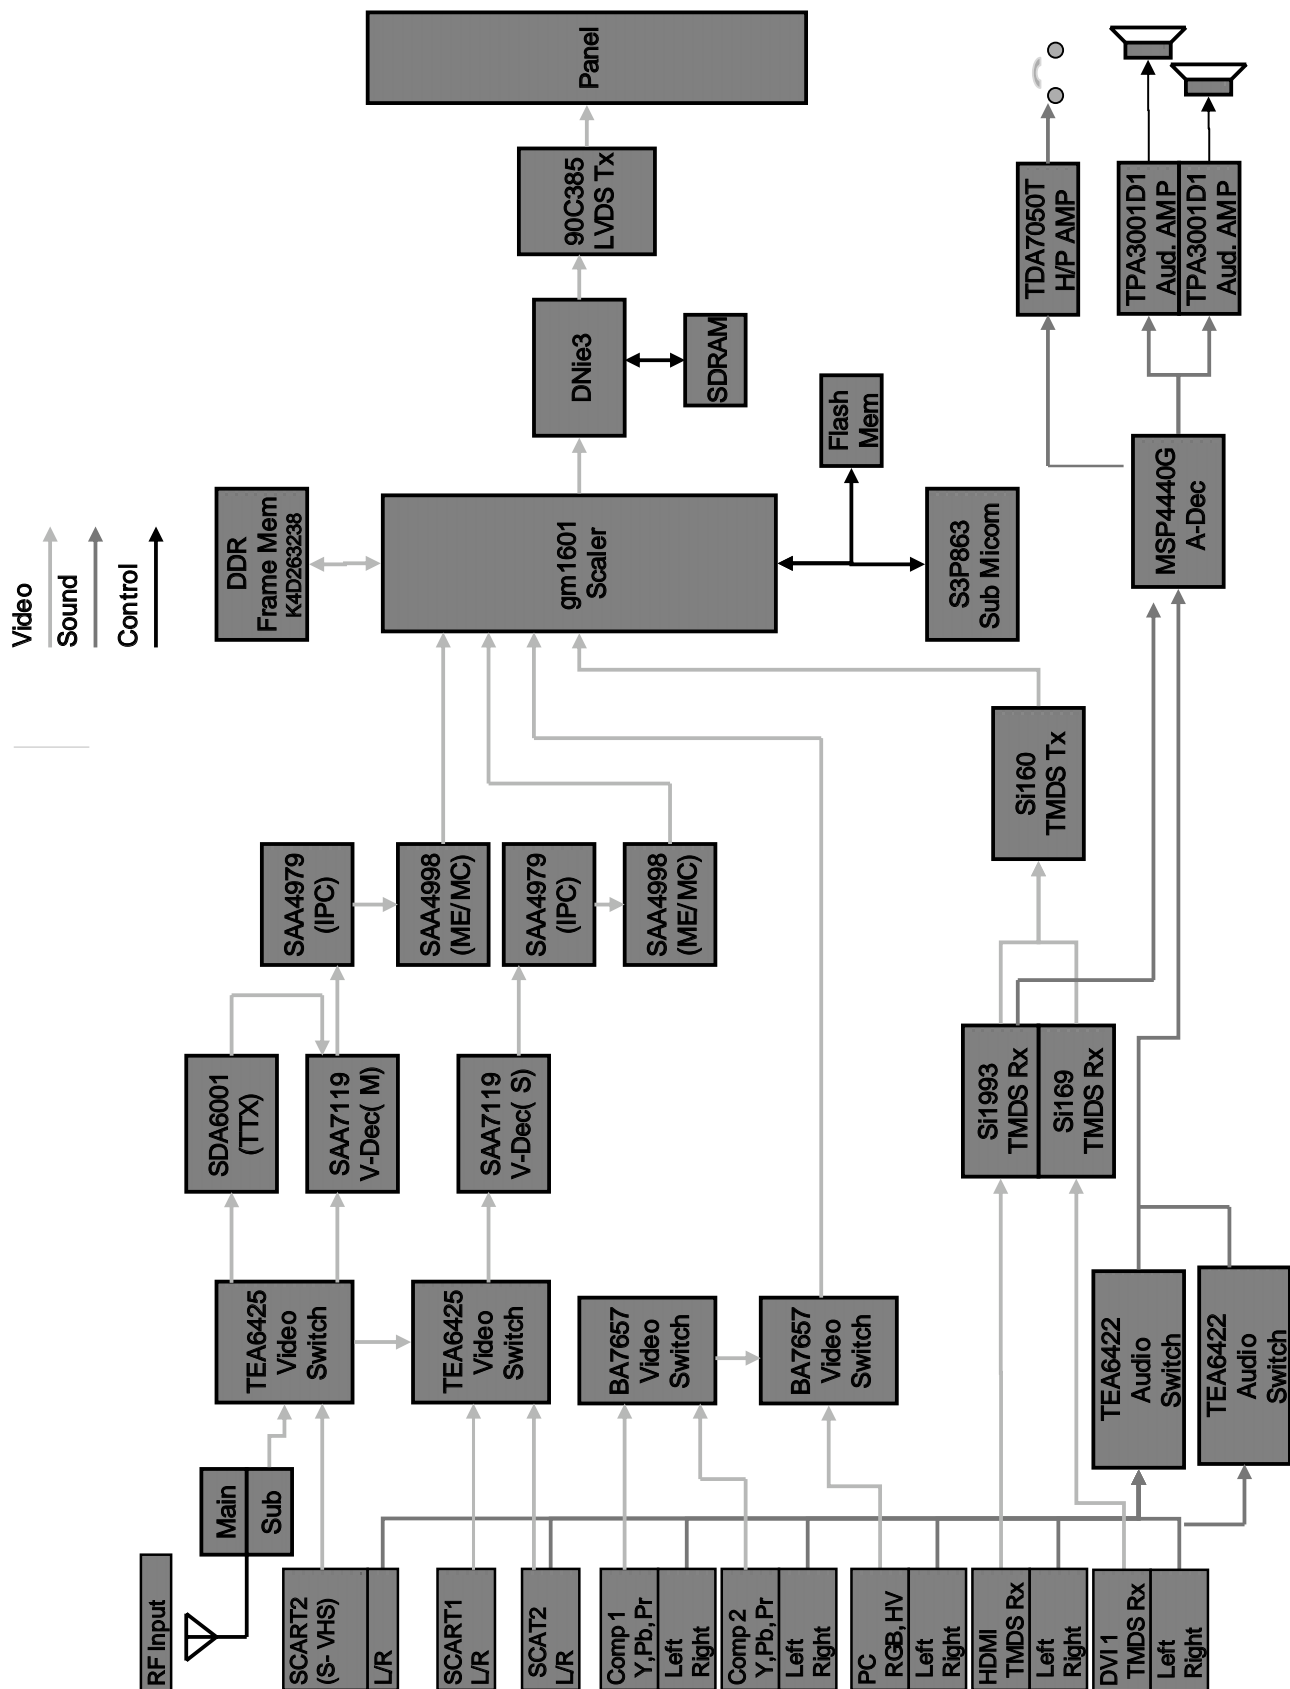 RF Input
Main
Sub
SCART2
(S- VHS)
L/R
SCART1
L/R
SCAT2
L/R
Comp 1
Y,Pb,Pr
Left
Right
Comp 2
Y,Pb,Pr
Left
Right
PC
RGB,HV
Left
Right
HDMI
TMDS Rx
Left
Right
DVI 1
TMDS Rx
Left
Right
TEA6425
Video
Switch
TEA6425
Video
Switch
BA7657
Video
Switch
BA7657
Video
Switch
TEA6422
Audio
Switch
TEA6422
Audio
Switch
SDA6001
(TTX)
SAA7119
V-Dec( M)
SAA7119
V-Dec( S)
Si1993
TMDS Rx
Si169
TMDS Rx
SAA4979
(IPC)
SAA4998
(ME/MC)
SAA4979
(IPC)
SAA4998
(ME/MC)
Si160
TMDS Tx
Video
Sound
Control
DDR
Frame Mem
K4D263238
gm1601
Scaler
S3P863
Sub Micom
Flash
Mem
MSP4440G
A-Dec
DNie3
SDRAM
90C385
LVDS Tx
TDA7050T
H/P AMP
TPA3001D1
Aud. AMP
TPA3001D1
Aud. AMP
Panel